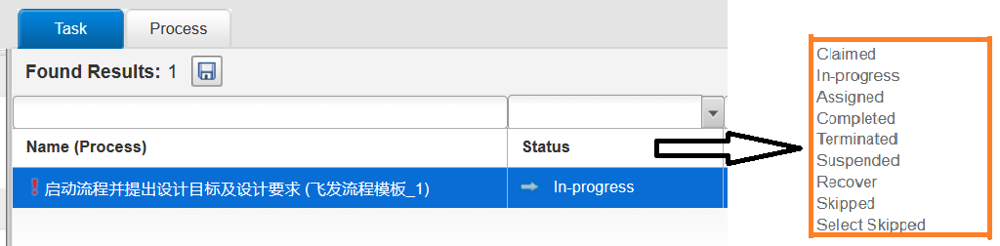 Task
Process
Found Results: 1
Name (Process)
Status
启动流程并提出设计目标及设计要求 (飞发流程模板_1)
In-progress
Claimed
In-progress
Assigned
Completed
Terminated
Suspended
Recover
Skipped
Select Skipped